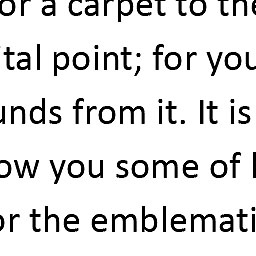 or a carpet to the
ital point; for you
unds from it. It is
ow you some of
or the emblemati